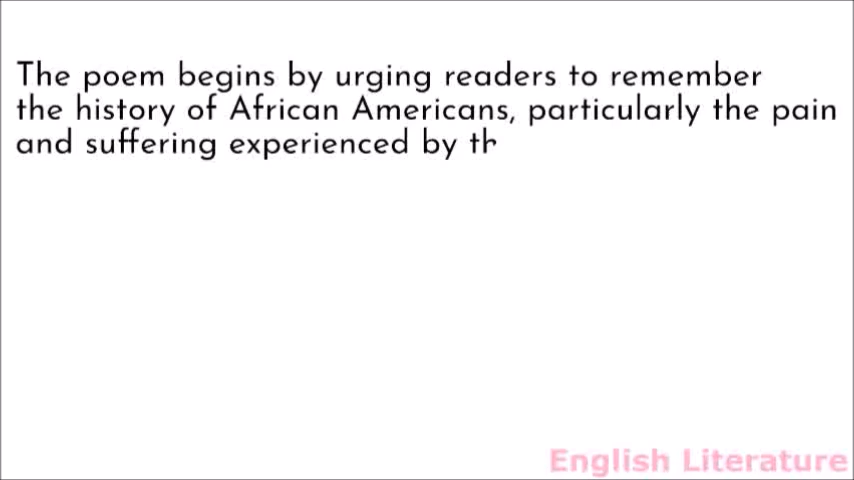 The poem begins by urging readers to remember
the history of African Americans, particularly the pain
and suffering experienced by th
English Literature